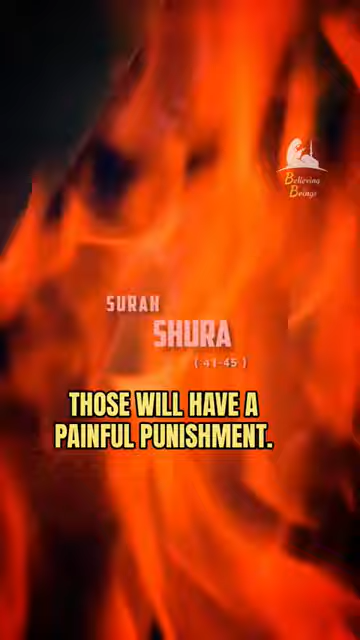 Believing
Beings
SURAH
SHURA
(41-45)
THOSE WILL HAVE A
PAINFUL PUNISHMENT.